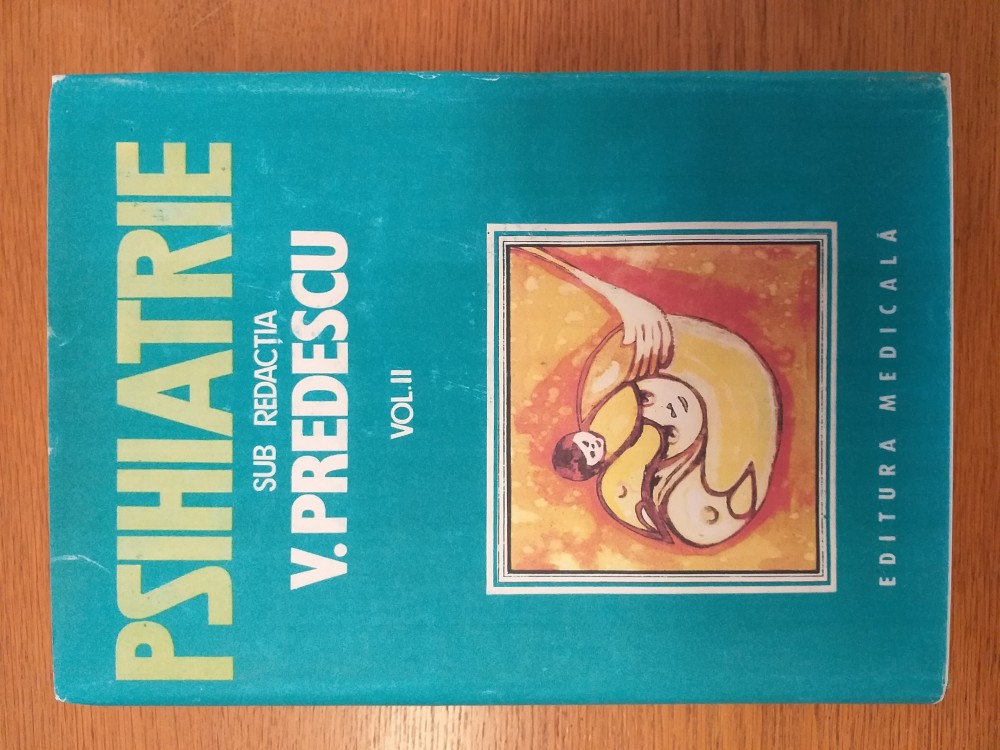 PSIHIATRIE
SUB REDACȚIA
V. PREDESCU
VOL. II
EDITURA MEDICALĂ